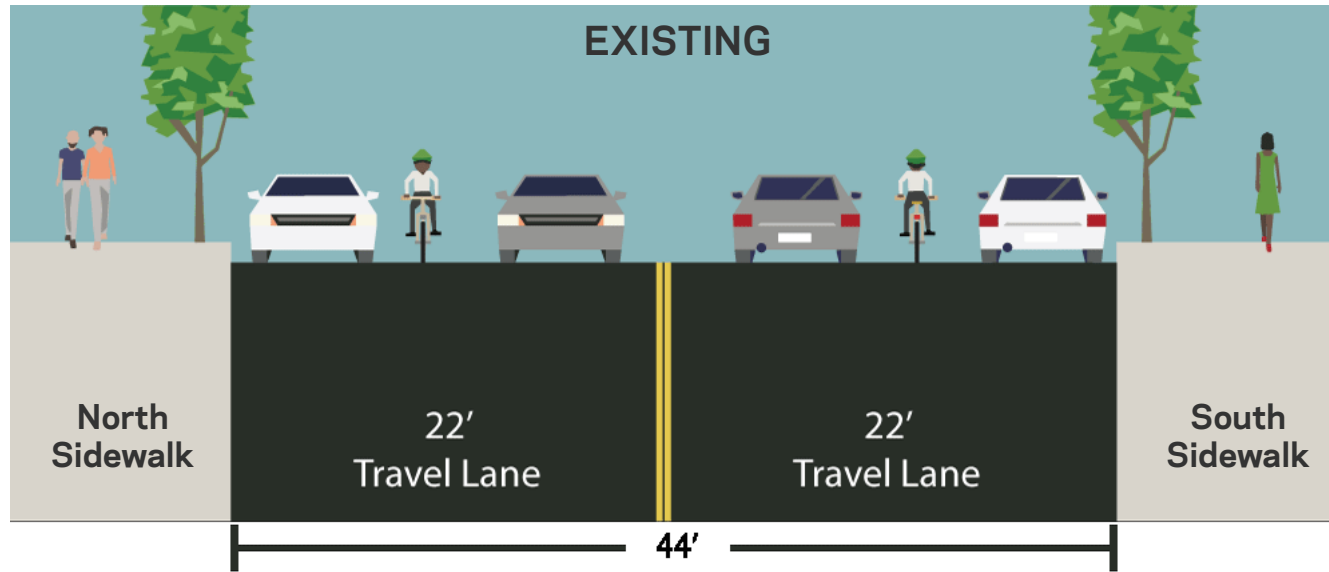 EXISTING
North
Sidewalk
22′
Travel Lane
22′
Travel Lane
South
Sidewalk
44′